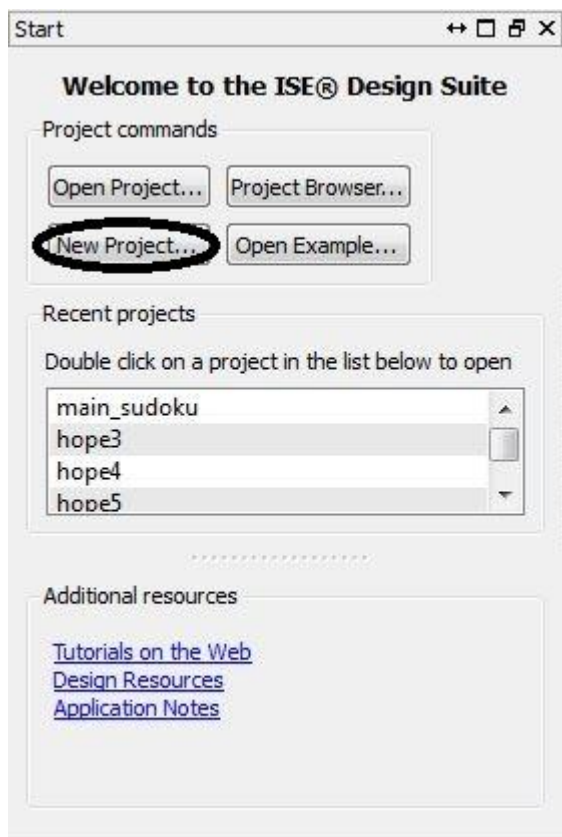 Start
Welcome to the ISE® Design Suite
Project commands
Open Project... Project Browser...
New Project... Open Example...
Recent projects
Double click on a project in the list below to open
main_sudoku
hope3
hope4
hope5
Additional resources
Tutorials on the Web
Design Resources
Application Notes